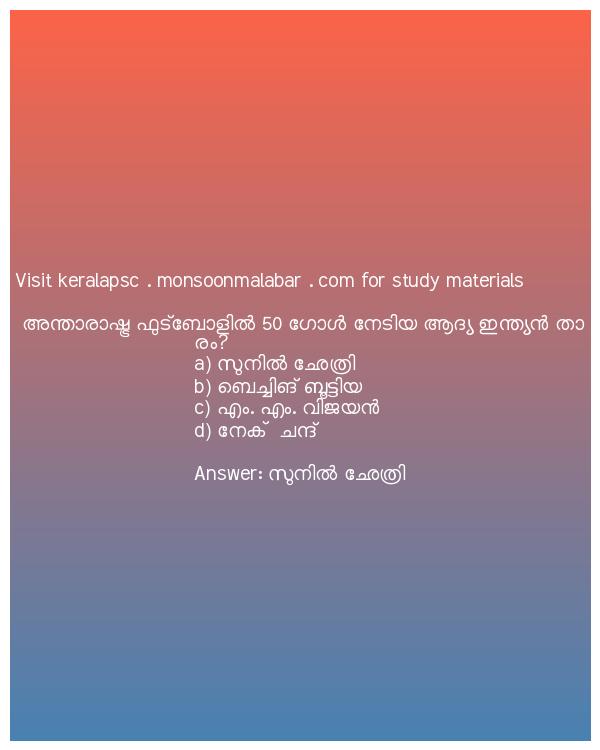 Visit keralapsc . monsoonmalabar . com for study materials
അന്താരാഷ്ട്ര ഫുട്ബോളിൽ 50 ഗോൾ നേടിയ ആദ്യ ഇന്ത്യൻ താ
രം?
a) സുനിൽ ഛേത്രി
b) ബെച്ചിങ് ബൂട്ടിയ
c) എം. എം. വിജയൻ
d) നേക് ചന്ദ്
Answer: സുനിൽ ഛേത്രി